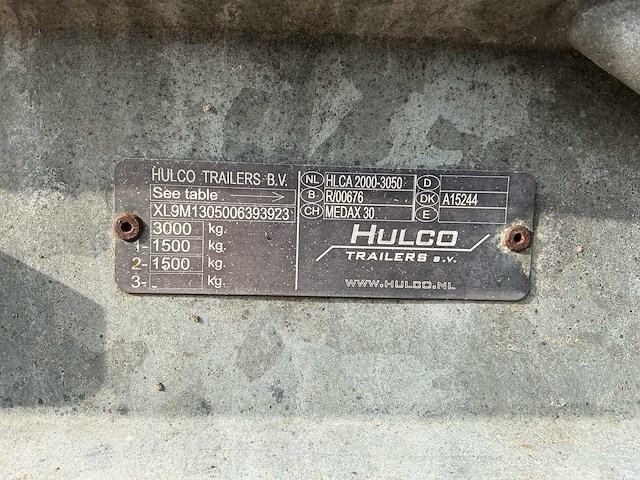 HULCO TRAILERS B.V.
See table
XL9M1305006393923
3000 kg.
1- 1500 kg.
2- 1500 kg.
3- - kg.
NL HLCA 2000-3050
B R/00676
CH MEDAX 30
D
DK A15244
E
HULCO
TRAILERS B.V.
WWW.HULCO.NL